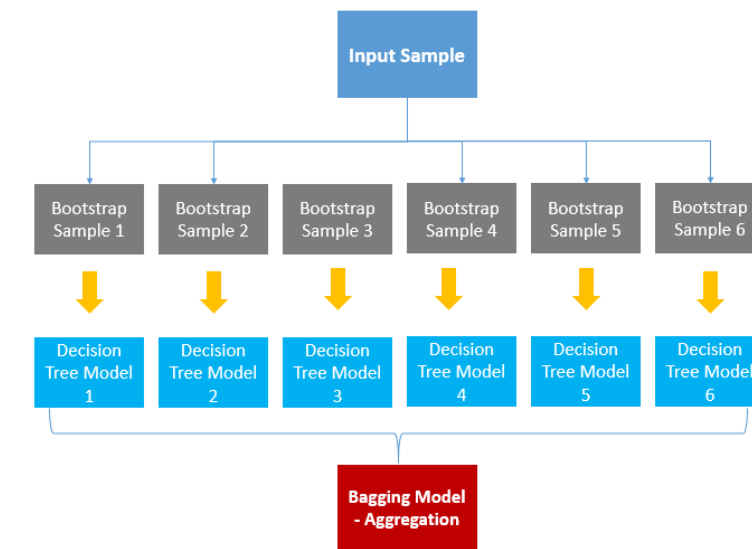 Input Sample
Bootstrap
Sample 1
Bootstrap
Sample 2
Bootstrap
Sample 3
Bootstrap
Sample 4
Bootstrap
Sample 5
Bootstrap
Sample 6
Decision
Tree Model
1
Decision
Tree Model
2
Decision
Tree Model
3
Decision
Tree Model
4
Decision
Tree Model
5
Decision
Tree Model
6
Bagging Model
- Aggregation